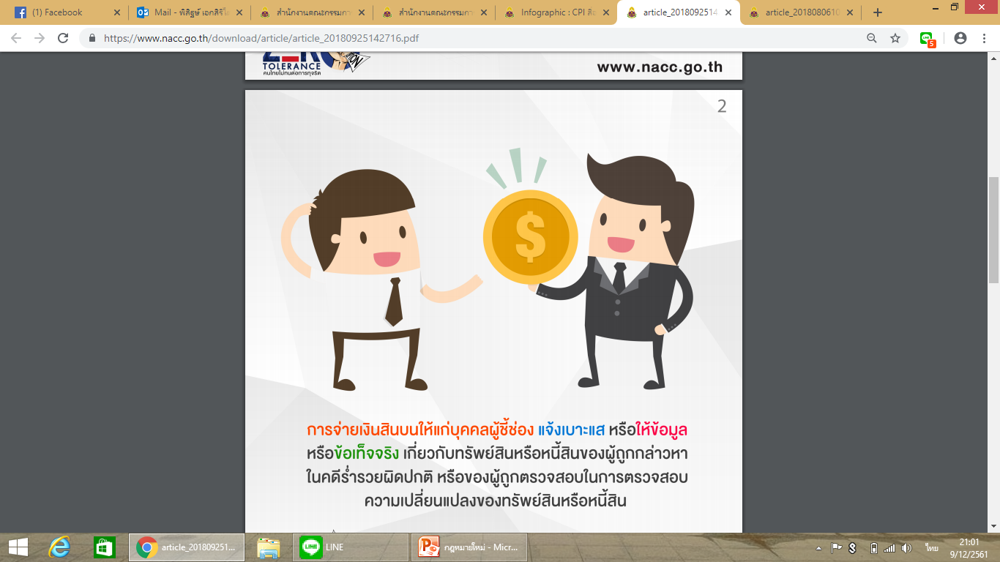 (1) Facebook
Mail - พิสิฐษ์ เอกสิริไ
สำนักงานคณะกรรมกา
สำนักงานคณะกรรมกา
Infographic : CPI สื่อ
article_2018092514
article_2018080610
https://www.nacc.go.th/download/article/article_20180925142716.pdf
5
ZERO
TOLERANCE
คนไทยไม่ทนต่อการทุจริต
www.nacc.go.th
2
$
การจ่ายเงินสินบนให้แก่บุคคลผู้ชี้ช่อง แจ้งเบาะแส หรือให้ข้อมูล
หรือข้อเท็จจริง เกี่ยวกับทรัพย์สินหรือหนี้สินของผู้ถูกกล่าวหา
ในคดีร่ำรวยผิดปกติ หรือของผู้ถูกตรวจสอบในการตรวจสอบ
ความเปลี่ยนแปลงของทรัพย์สินหรือหนี้สิน
article_201809251...
LINE
กฎหมายใหม่ - Micr...
ไทย
21:01
9/12/2561